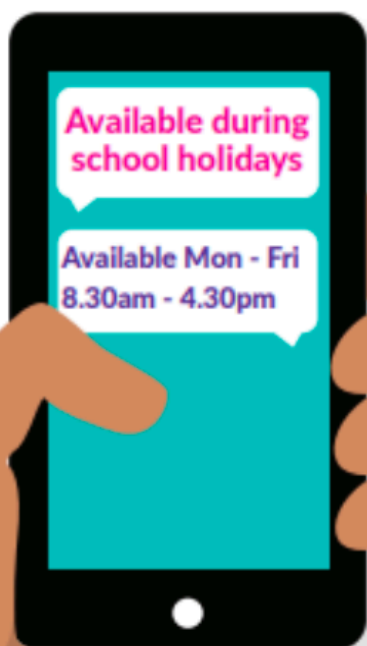 Available during
school holidays
Available Mon - Fri
8.30am - 4.30pm